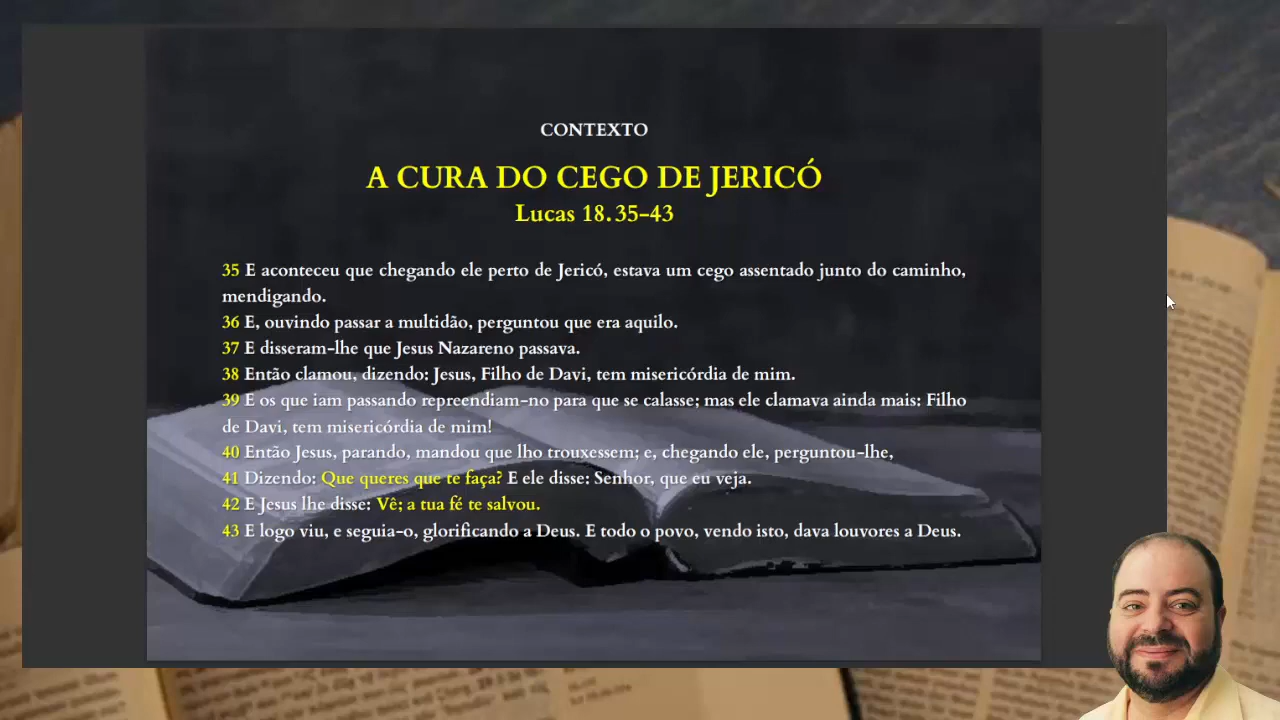 CONTEXTO
A CURA DO CEGO DE JERICÓ
Lucas 18.35-43
35 E aconteceu que chegando ele perto de Jericó, estava um cego assentado junto do caminho,
mendigando.
36 E, ouvindo passar a multidão, perguntou que era aquilo.
37 E disseram-lhe que Jesus Nazareno passava.
38 Então clamou, dizendo: Jesus, Filho de Davi, tem misericórdia de mim.
39 E os que iam passando repreendiam-no para que se calasse; mas ele clamava ainda mais: Filho
de Davi, tem misericórdia de mim!
40 Então Jesus, parando, mandou que lho trouxessem; e, chegando ele, perguntou-lhe,
41 Dizendo: Que queres que te faça? E ele disse: Senhor, que eu veja.
42 E Jesus lhe disse: Vê; a tua fé te salvou.
43 E logo viu, e seguia-o, glorificando a Deus. E todo o povo, vendo isto, dava louvores a Deus.